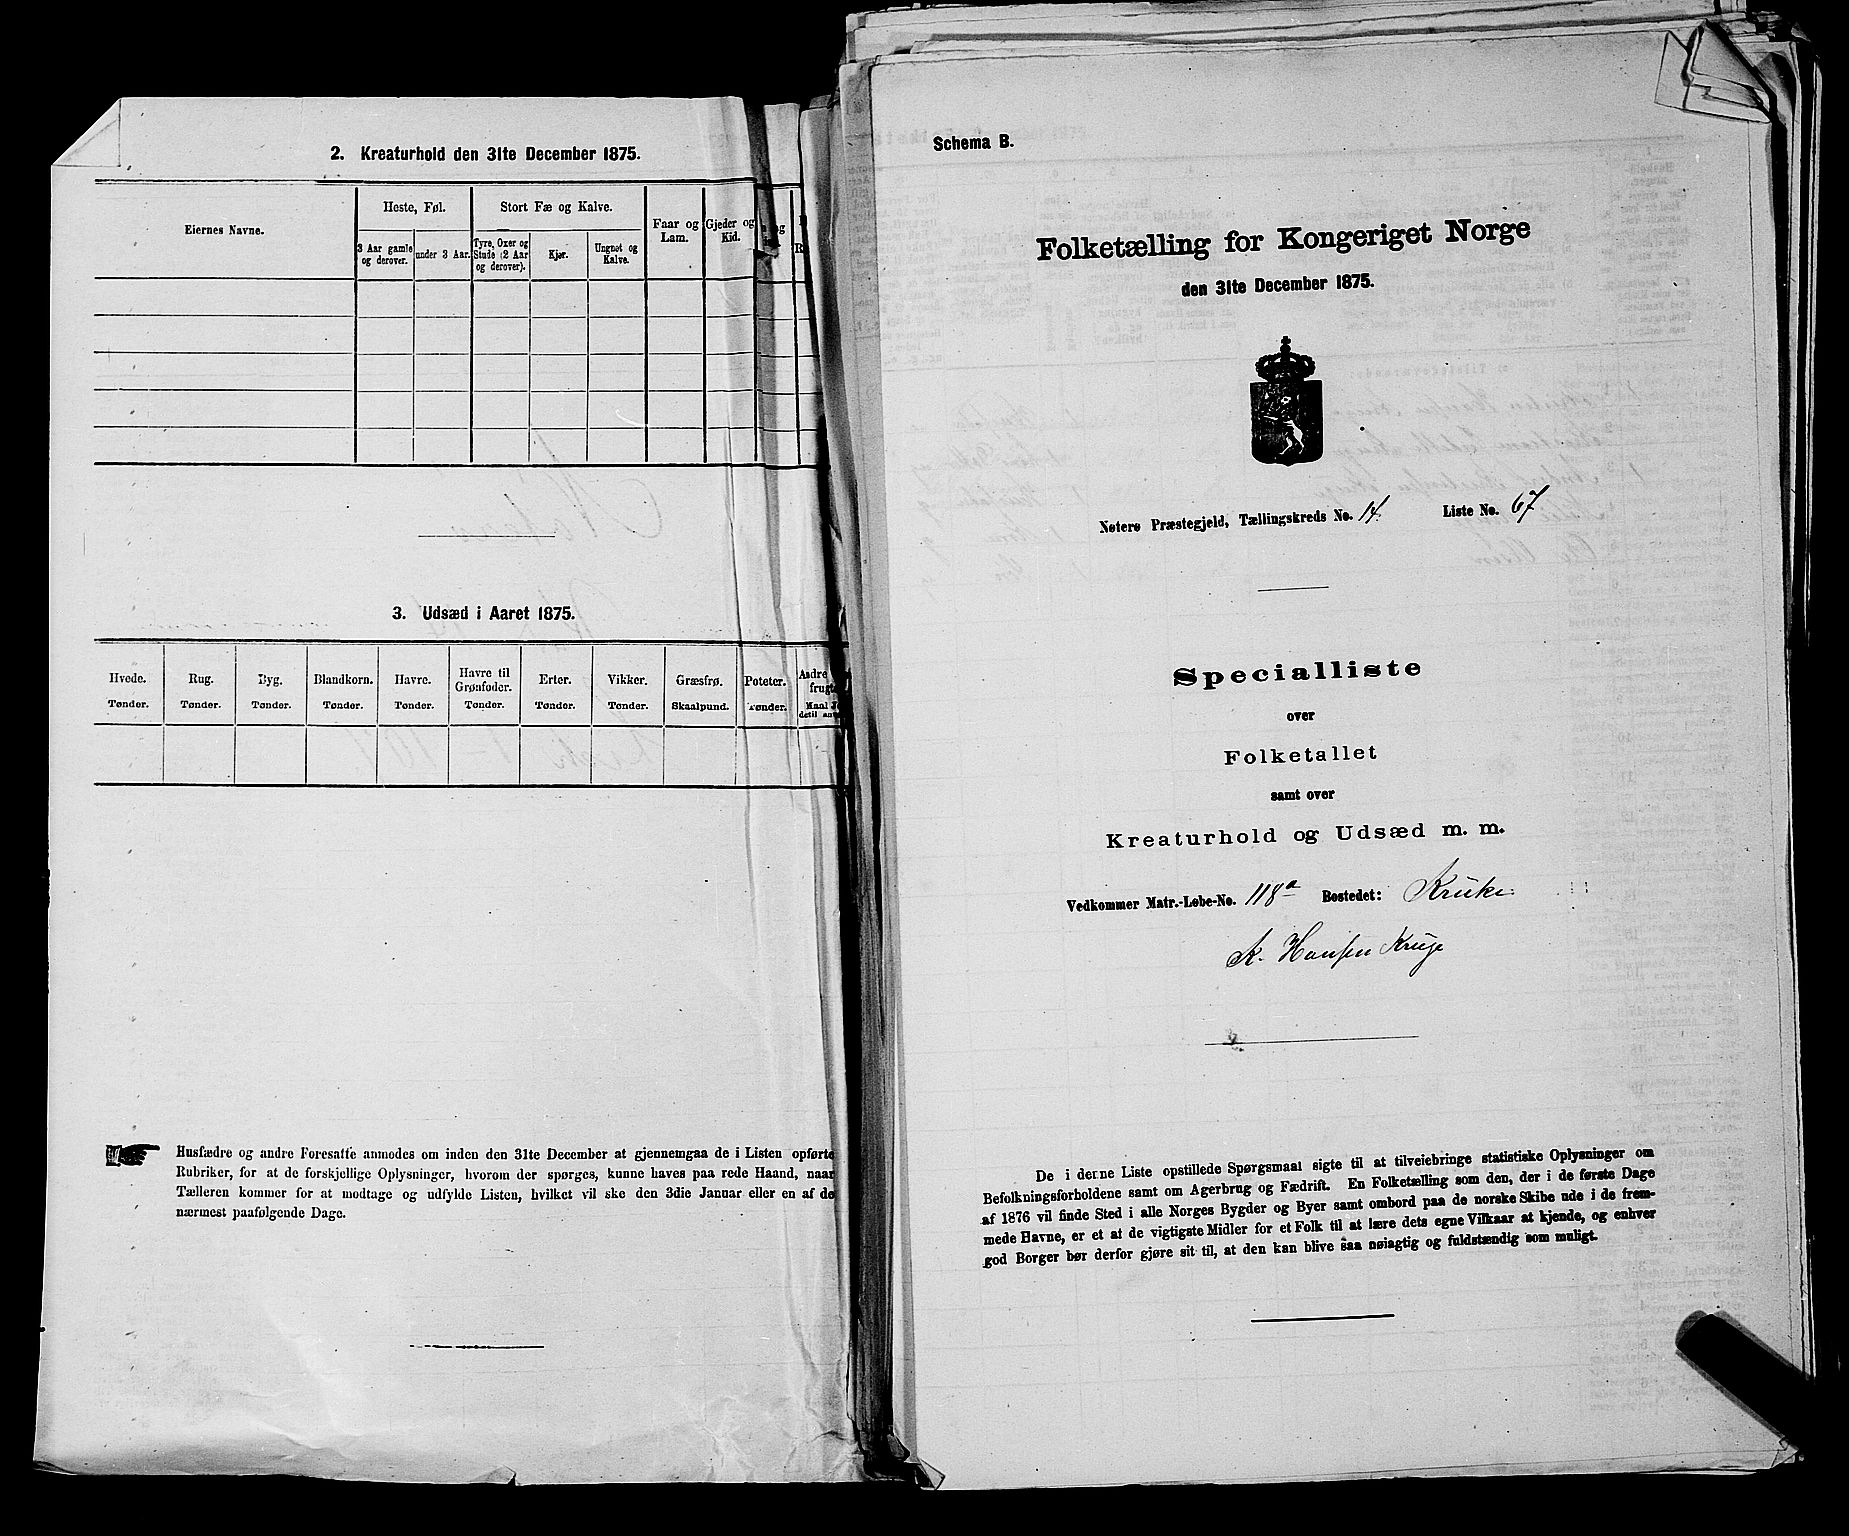 2. Kreaturhold den 31te December 1875.
Eiernes Navne.
Heste, Føl.
3 Aar gamle og derover.
under 3 Aar.
Stort Fæ og Kalve.
Tyre, Oxer og Stude (2 Aar og derover).
Kjør.
Ungnøt og Kalve.
Faar og Lam.
Gjeder og Kid.
3. Udsæd i Aaret 1875.
Hvede. Rug. Byg. Blandkorn. Havre. Havre til Grønfoder. Erter. Vikker. Græsfrø. Poteter. Andre
Tønder. Tønder. Tønder. Tønder. Tønder. Tønder. Tønder. Tønder. Skaalpund. Tønder.
Husfædre og andre Foresatte anmodes om inden den 31te December at gjennemgaa de i Listen opførte
Rubriker, for at de forskjellige Oplysninger, hvorom der spørges, kunne haves paa rede Haand, naar
Tælleren kommer for at modtage og udfylde Listen, hvilket vil ske den 3die Januar eller en af de
nærmest paafølgende Dage.
Schema B.
Folketælling for Kongeriget Norge
den 31te December 1875.
Nøterø Præstegjeld, Tællingskreds No. 14. Liste No. 67
Specialliste
over
Folketallet
samt over
Kreaturhold og Udsæd m. m.
Vedkommer Matr.-Løbe-No. 118a Bostedet: Kruke
K. Hansen Kruge
De i denne Liste opstillede Spørgsmaal sigte til at tilveiebringe statistiske Oplysninger om
Befolkningsforholdene samt om Agerbrug og Fædrift. En Folketælling som den, der i de første Dage
af 1876 vil finde Sted i alle Norges Bygder og Byer samt ombord paa de norske Skibe ude i de frem-
mede Havne, er et af de vigtigste Midler for et Folk til at lære dets egne Vilkaar at kjende, og enhver
god Borger bør derfor gjøre sit til, at den kan blive saa nøiagtig og fuldstændig som muligt.